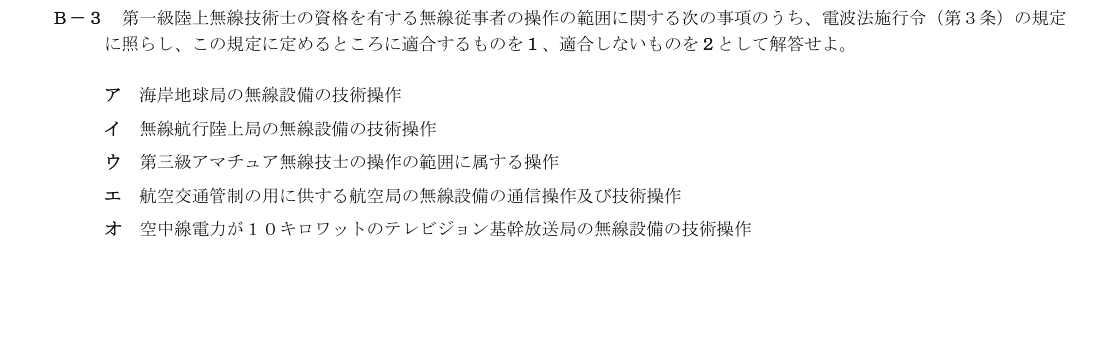 Ｂ－３　第一級陸上無線技術士の資格を有する無線従事者の操作の範囲に関する次の事項のうち、電波法施行令（第３条）の規定
に照らし、この規定に定めるところに適合するものを１、適合しないものを２として解答せよ。
ア　海岸地球局の無線設備の技術操作
イ　無線航行陸上局の無線設備の技術操作
ウ　第三級アマチュア無線技士の操作の範囲に属する操作
エ　航空交通管制の用に供する航空局の無線設備の通信操作及び技術操作
オ　空中線電力が１０キロワットのテレビジョン基幹放送局の無線設備の技術操作